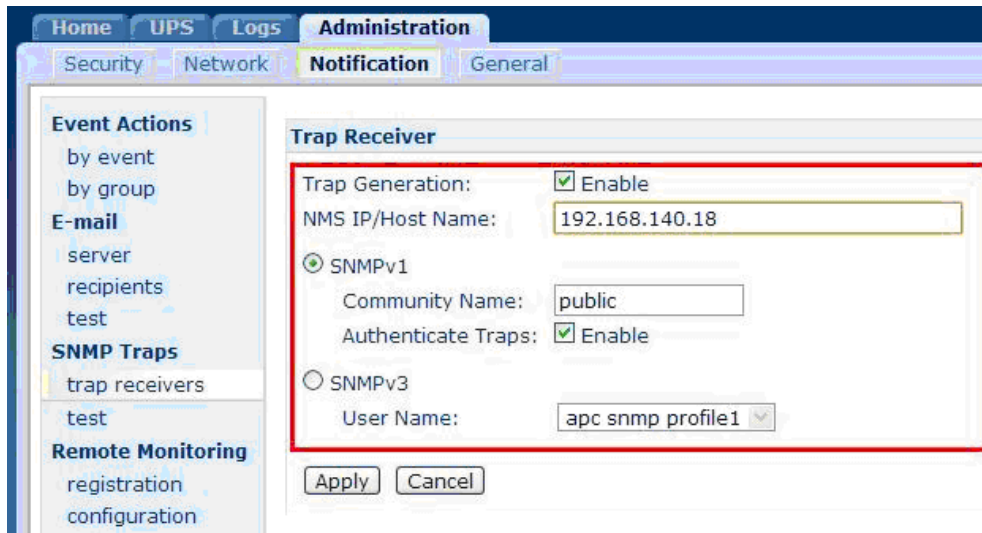 Home UPS Logs Administration
Security Network Notification General
Event Actions
by event
by group
E-mail
server
recipients
test
SNMP Traps
trap receivers
test
Remote Monitoring
registration
configuration
Trap Receiver
Trap Generation: Enable
NMS IP/Host Name: 192.168.140.18
SNMPv1
Community Name: public
Authenticate Traps: Enable
SNMPv3
User Name: apc snmp profile1
Apply Cancel